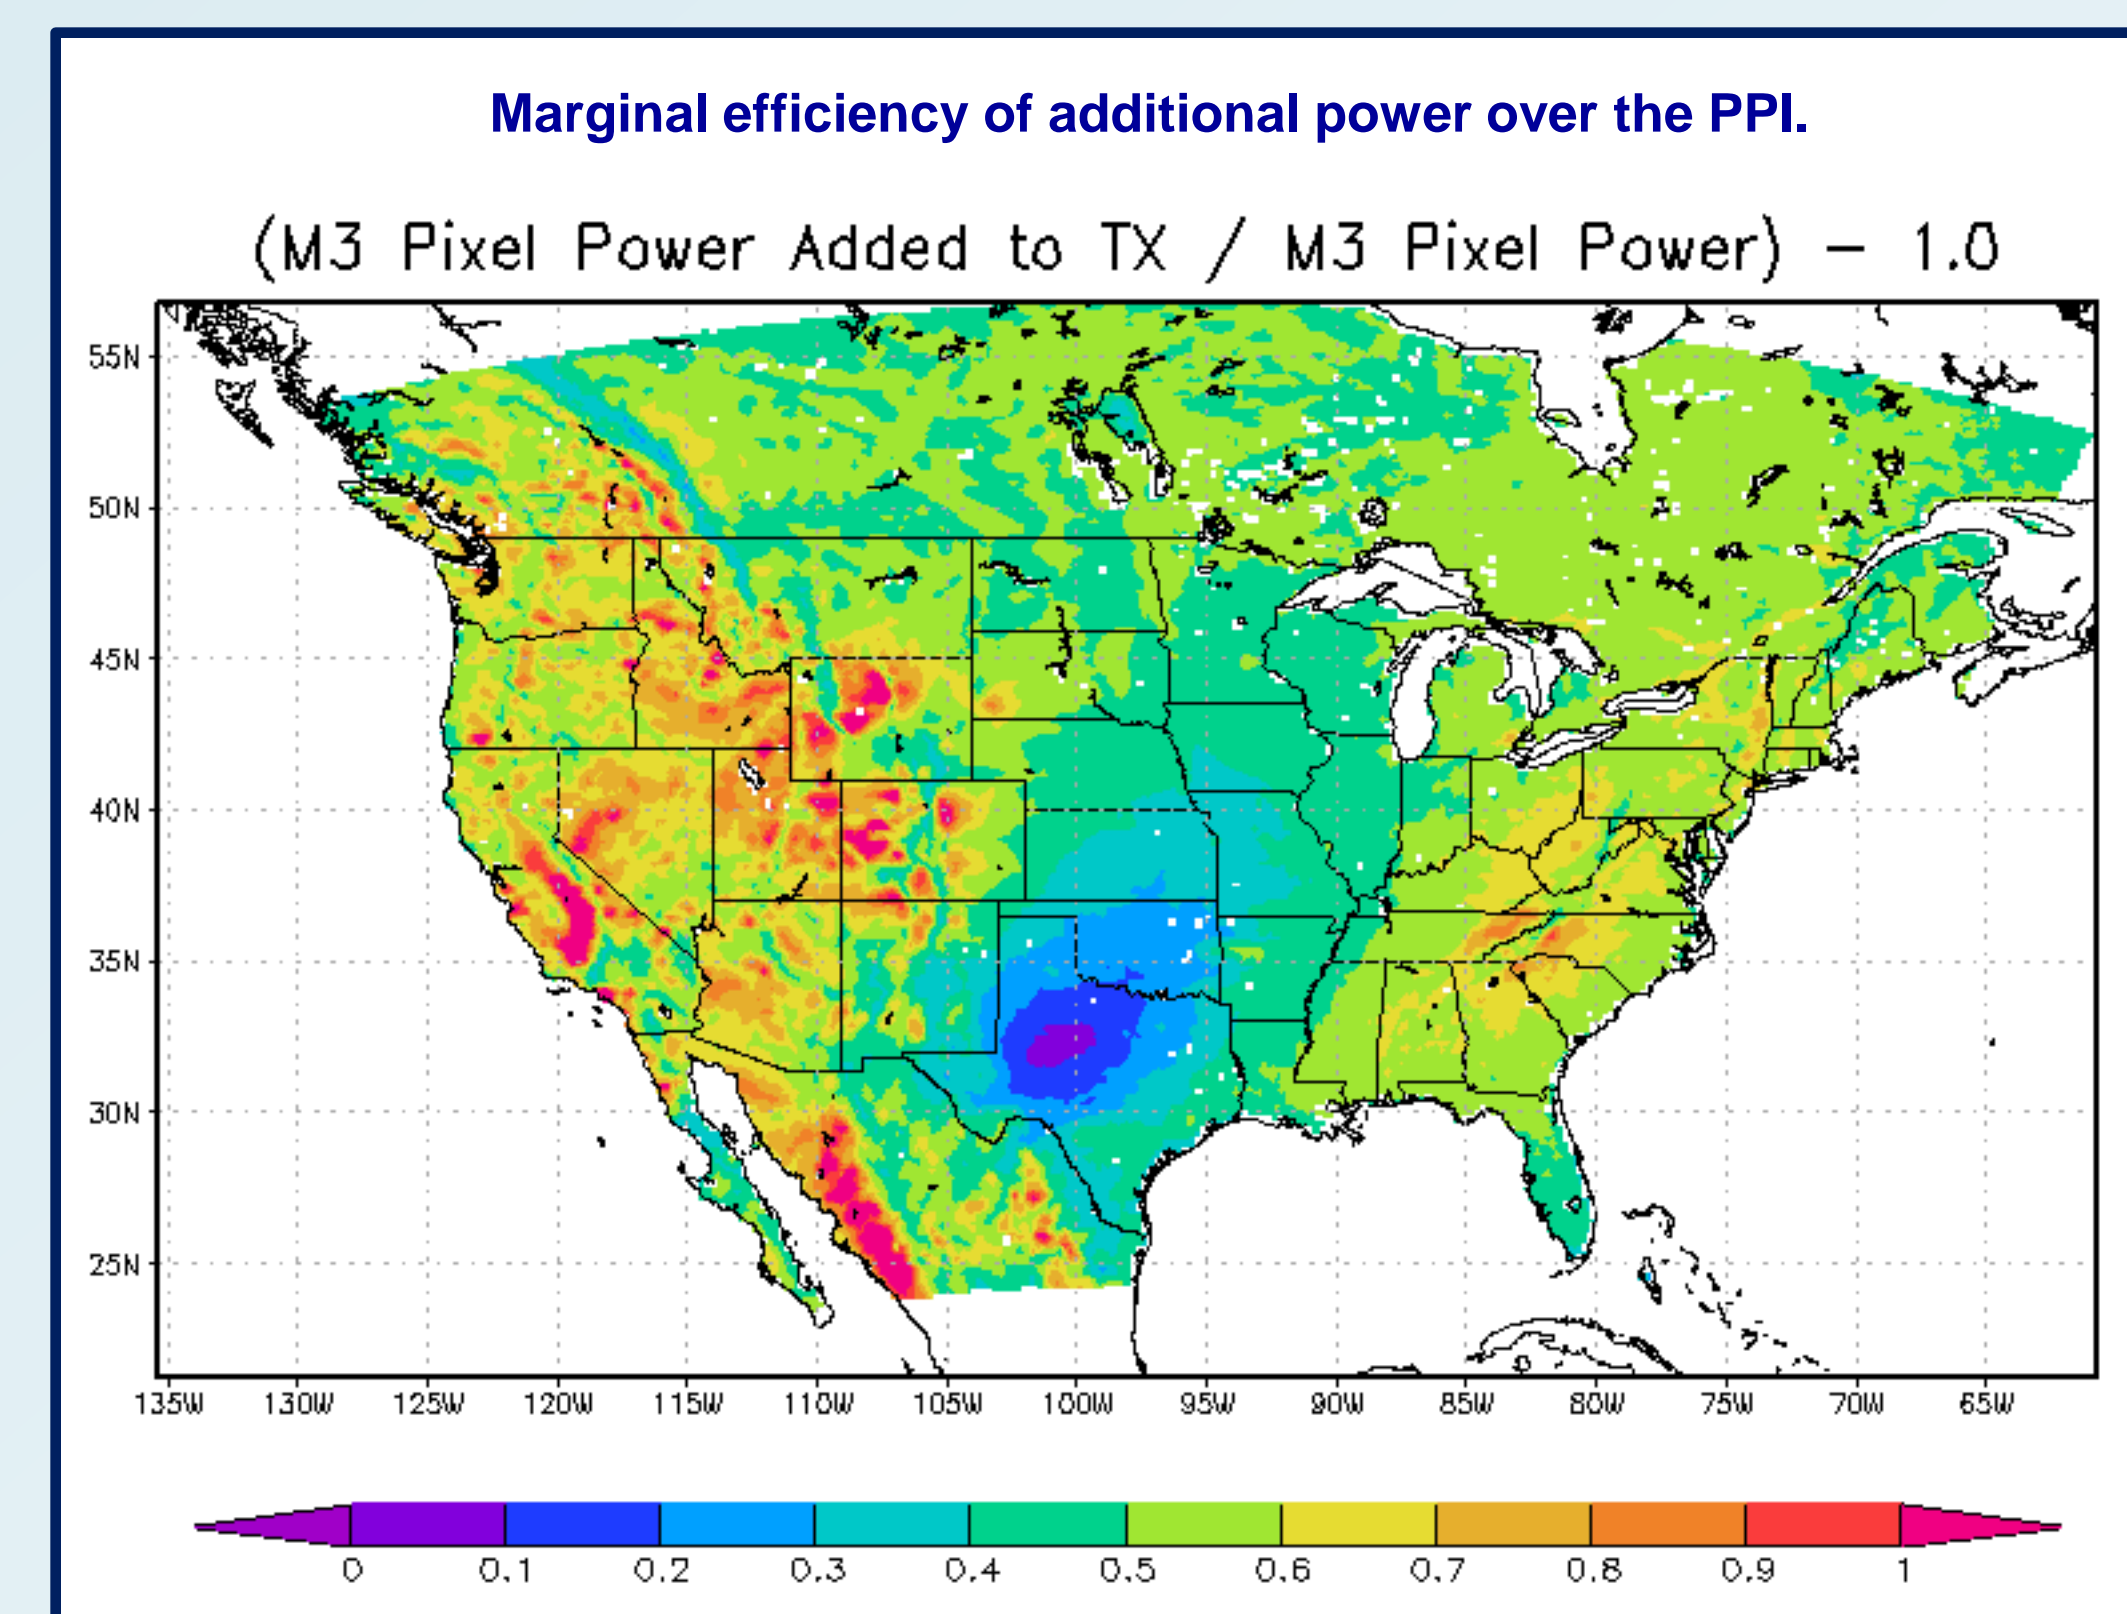 Marginal efficiency of additional power over the PPI.
(M3 Pixel Power Added to TX / M3 Pixel Power) − 1.0
55N
50N
45N
40N
35N
30N
25N
135W 130W 125W 120W 115W 110W 105W 100W 95W 90W 85W 80W 75W 70W 65W
0 0.1 0.2 0.3 0.4 0.5 0.6 0.7 0.8 0.9 1